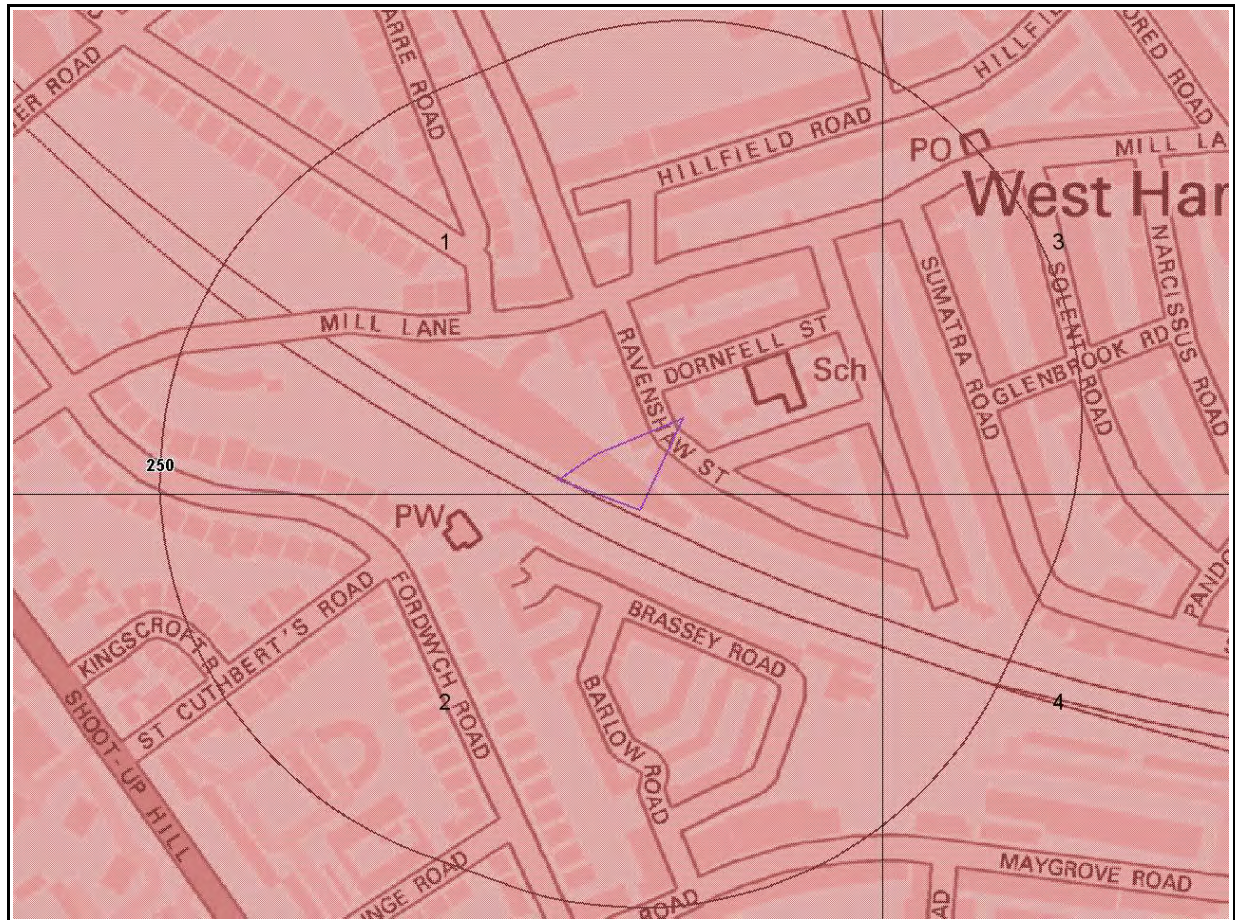 ARRE ROAD
HILLFIE
ORED ROAD
ER ROAD
HILLFIELD ROAD
PO
MILL LA
West Har
1
3
SUMATRA ROAD
SOLENT ROAD
NARCISSUS ROAD
MILL LANE
RAVENSHAW ST
DORNFELL ST
Sch
GLENBROOK RD
250
PW
FORDWYCH ROAD
ST CUTHBERT'S ROAD
KINGSCROFT R
BRASSEY ROAD
PANDO
2
4
SHOOT-UP HILL
BARLOW ROAD
MAYGROVE ROAD
INGE ROAD
ROAD
AD